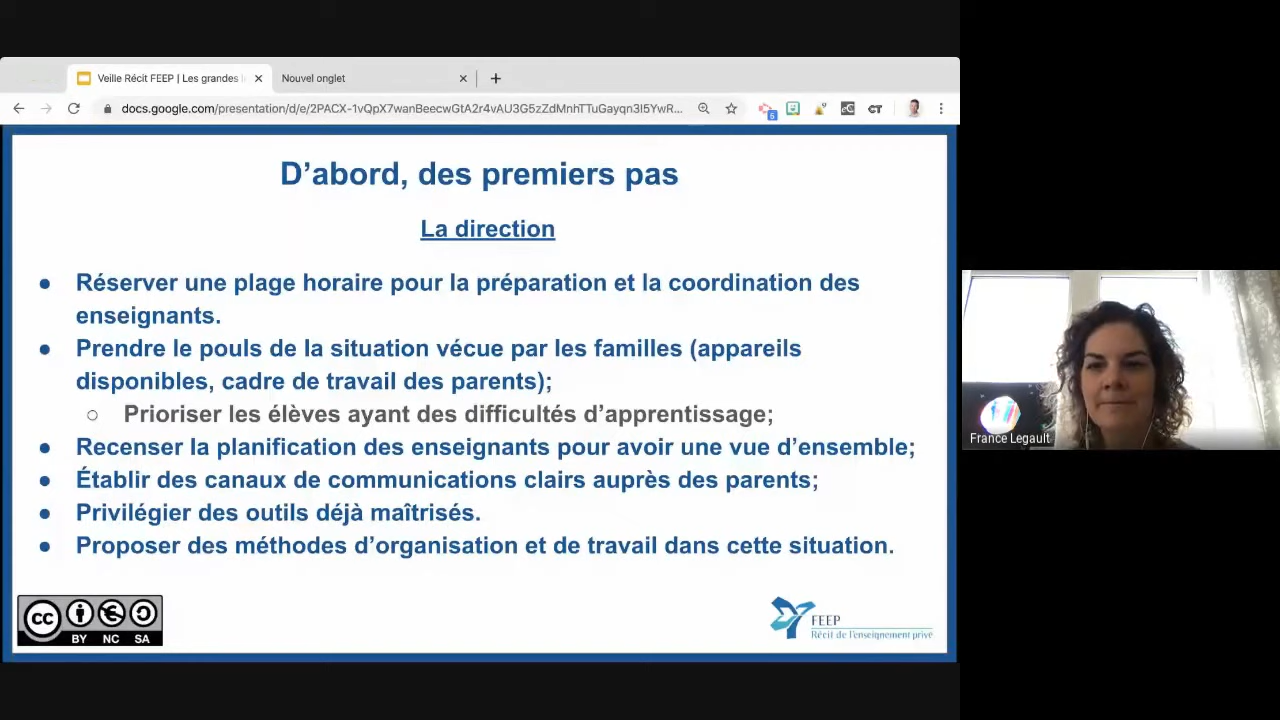 Veille Récit FEEP | Les grandes l
Nouvel onglet
docs.google.com/presentation/d/e/2PACX-1vQpX7wanBeecwGtA2r4vAU3G5zZdMnhTTuGayqn3I5YwR...
D'abord, des premiers pas
La direction
● Réserver une plage horaire pour la préparation et la coordination des
enseignants.
● Prendre le pouls de la situation vécue par les familles (appareils
disponibles, cadre de travail des parents);
○ Prioriser les élèves ayant des difficultés d'apprentissage;
● Recenser la planification des enseignants pour avoir une vue d'ensemble;
● Établir des canaux de communications clairs auprès des parents;
● Privilégier des outils déjà maîtrisés.
● Proposer des méthodes d'organisation et de travail dans cette situation.
cc
BY NC SA
FEEP
Récit de l'enseignement privé
France Legault